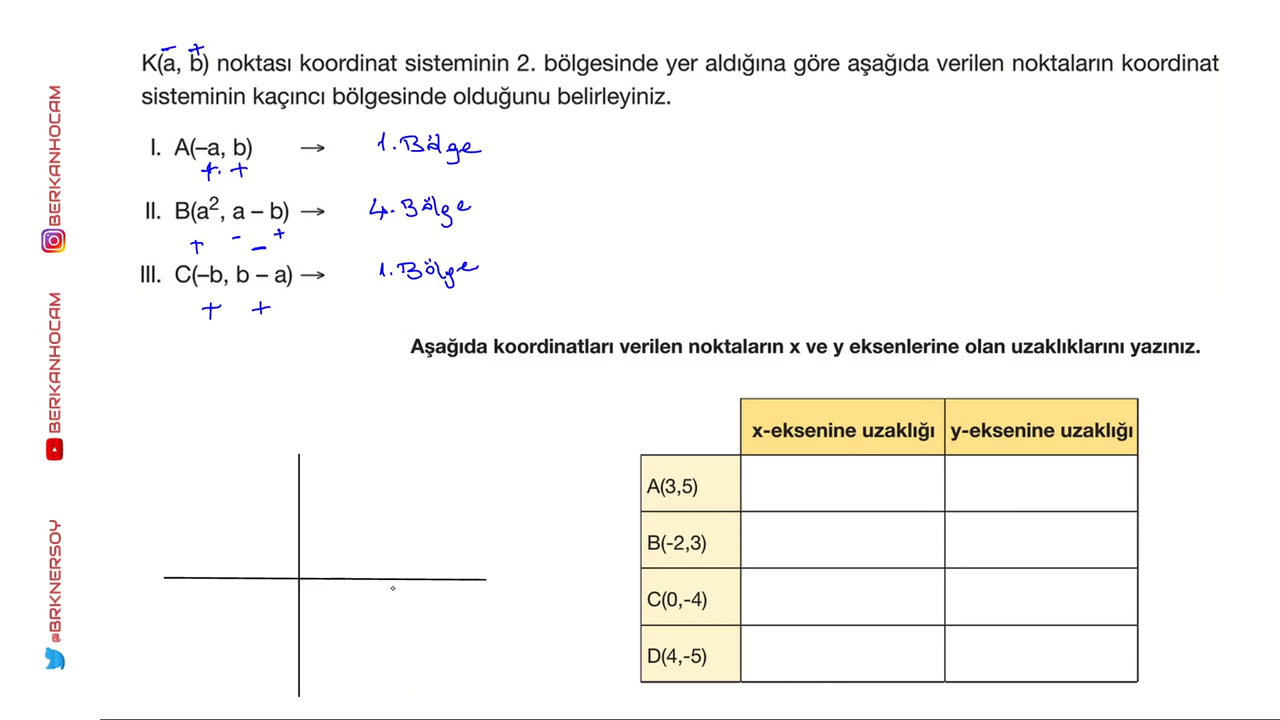 K(a, b) noktası koordinat sisteminin 2. bölgesinde yer aldığına göre aşağıda verilen noktaların koordinat
sisteminin kaçıncı bölgesinde olduğunu belirleyiniz.
- +
I. A(–a, b) → 1. Bölge
+ +
II. B(a², a – b) → 4. Bölge
+ - - +
III. C(–b, b – a) → 1. Bölge
+ +
Aşağıda koordinatları verilen noktaların x ve y eksenlerine olan uzaklıklarını yazınız.
x-eksenine uzaklığı y-eksenine uzaklığı
A(3,5)
B(-2,3)
C(0,-4)
D(4,-5)
BERKANHOCAM
BERKANHOCAM
@BRKNERSOY